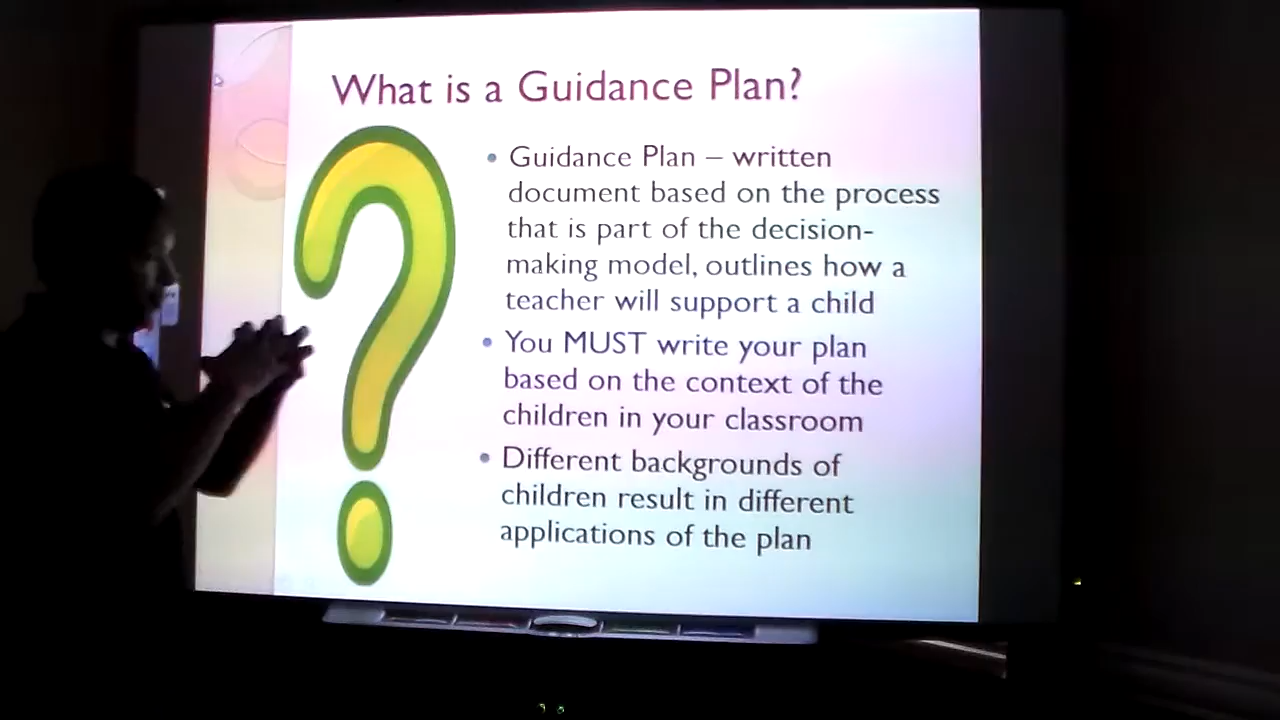 What is a Guidance Plan?
• Guidance Plan – written
document based on the process
that is part of the decision-
making model, outlines how a
teacher will support a child
• You MUST write your plan
based on the context of the
children in your classroom
• Different backgrounds of
children result in different
applications of the plan